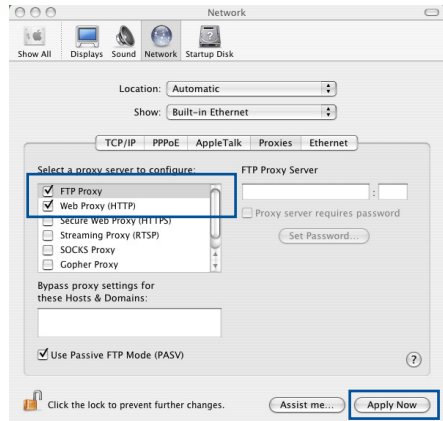 Network
Show All Displays Sound Network Startup Disk
Location: Automatic
Show: Built-in Ethernet
TCP/IP PPPoE AppleTalk Proxies Ethernet
Select a proxy server to configure: FTP Proxy Server
FTP Proxy
Web Proxy (HTTP) :
Secure Web Proxy (HTTPS) Proxy server requires password
Streaming Proxy (RTSP) Set Password...
SOCKS Proxy
Gopher Proxy
Bypass proxy settings for
these Hosts & Domains:
Use Passive FTP Mode (PASV) ?
Click the lock to prevent further changes. Assist me... Apply Now